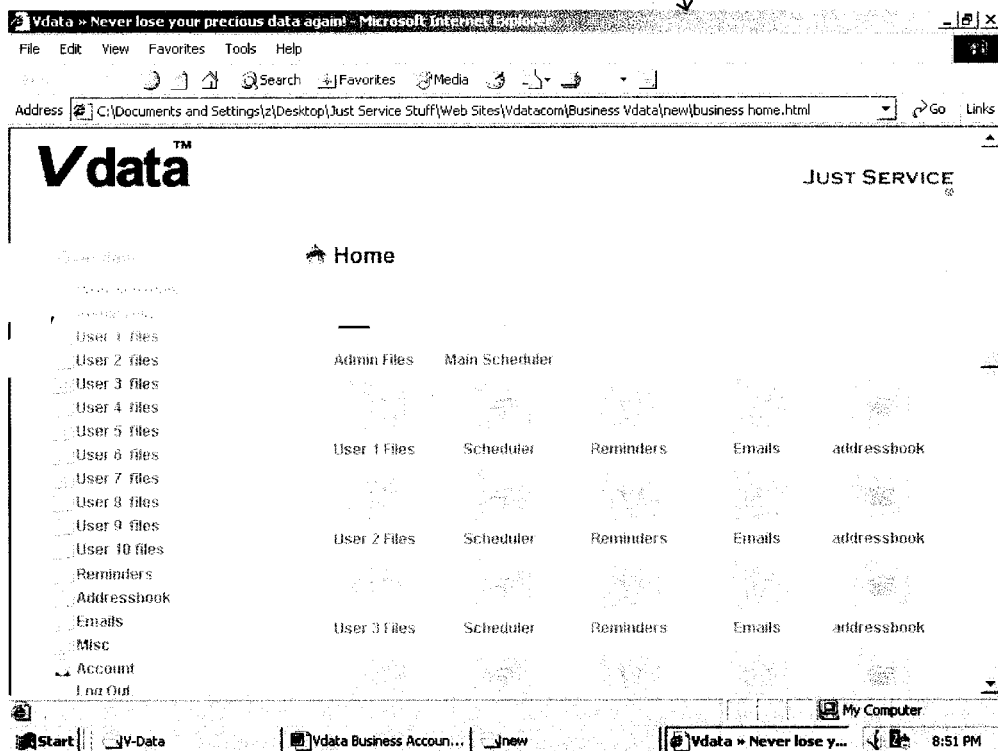 Vdata » Never lose your precious data again! - Microsoft Internet Explorer
File Edit View Favorites Tools Help
Search Favorites Media
Address C:\Documents and Settings\z\Desktop\Just Service Stuff\Web Sites\Vdatacom\Business Vdata\new\business home.html Go Links
Vdata™
JUST SERVICE
Home
User 1 files
User 2 files
User 3 files
User 4 files
User 5 files
User 6 files
User 7 files
User 8 files
User 9 files
User 10 files
Reminders
Addressbook
Emails
Misc
Account
Log Out
Admin Files Main Scheduler
User 1 Files Scheduler Reminders Emails addressbook
User 2 Files Scheduler Reminders Emails addressbook
User 3 Files Scheduler Reminders Emails addressbook
My Computer
Start V-Data Vdata Business Accoun... new Vdata » Never lose y... 8:51 PM